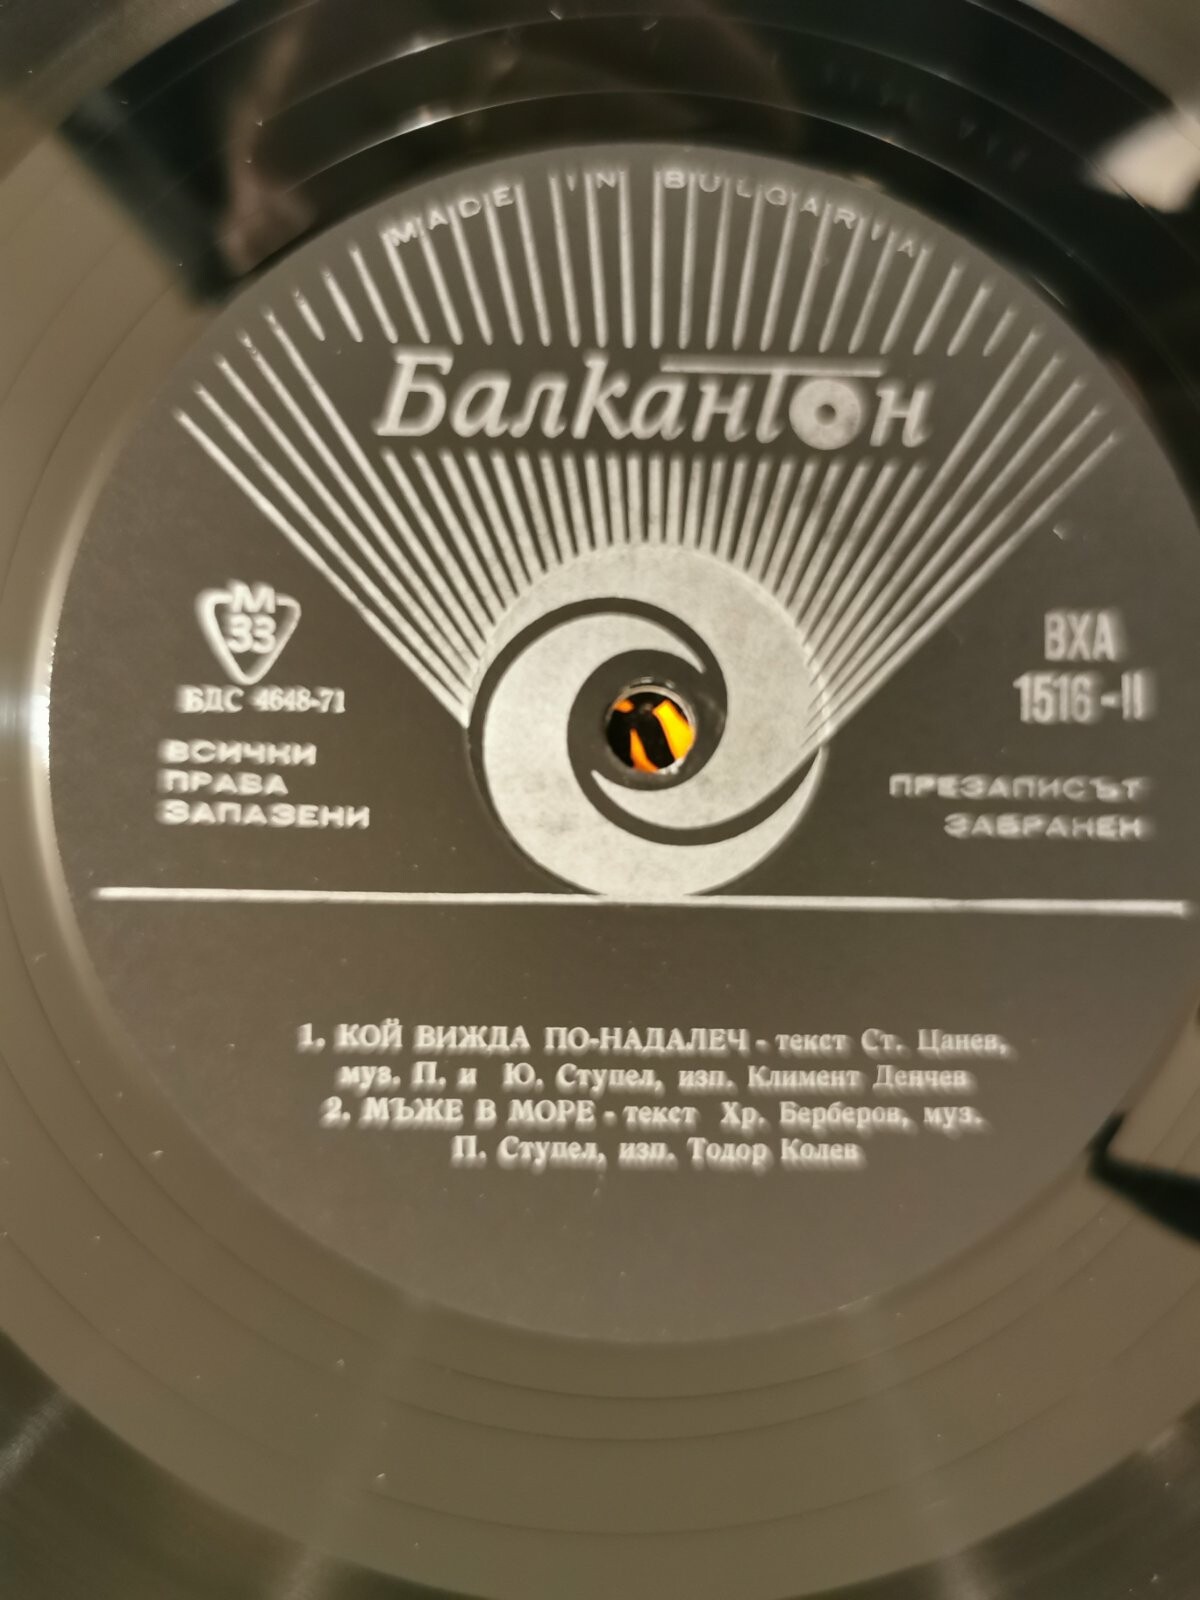 MADE IN BULGARIA
Балкантон
М
33
БДС 4648-71
ВСИЧКИ
ПРАВА
ЗАПАЗЕНИ
ВХА
1516-II
ПРЕЗАПИСЪТ
ЗАБРАНЕН
1. КОЙ ВИЖДА ПО-НАДАЛЕЧ - текст Ст. Цанев,
муз. П. и Ю. Ступел, изп. Климент Денчев
2. МЪЖЕ В МОРЕ - текст Хр. Берберов, муз.
П. Ступел, изп. Тодор Колев